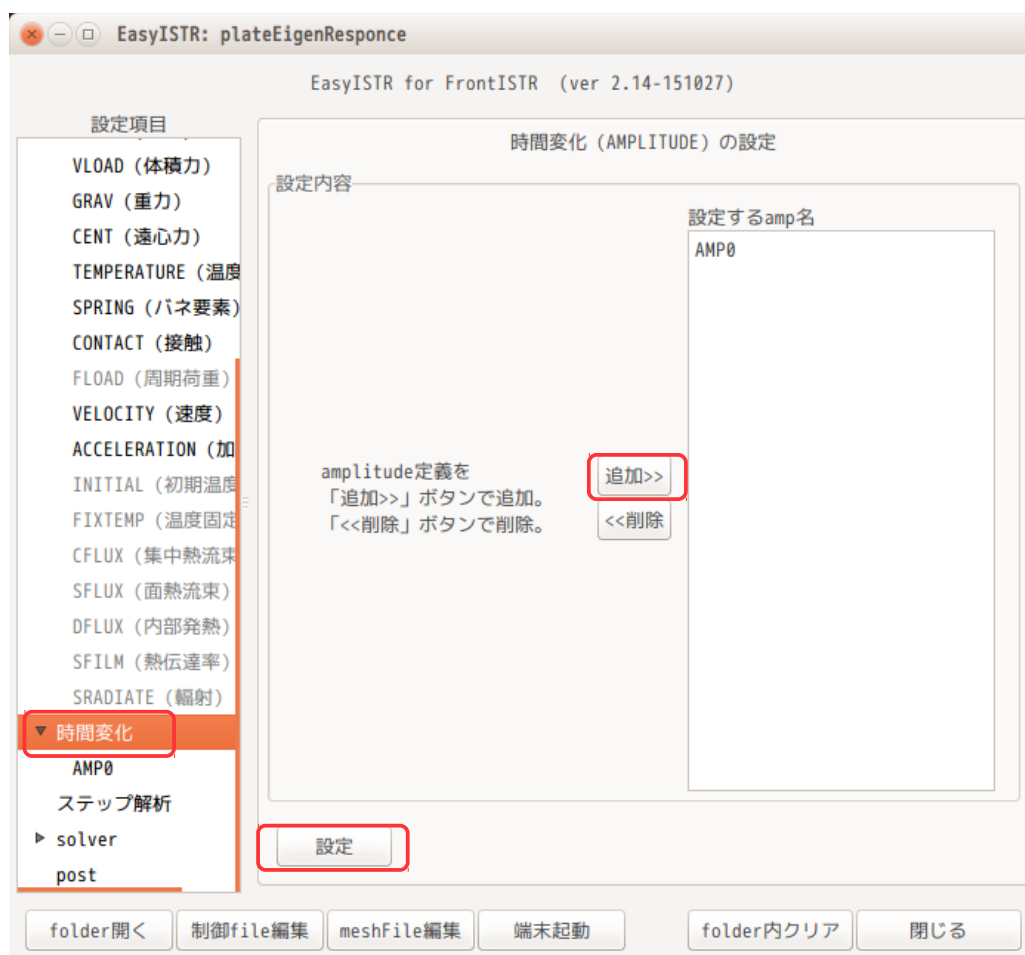 EasyISTR: plateEigenResponce
EasyISTR for FrontISTR (ver 2.14-151027)
設定項目
VLOAD (体積力)
GRAV (重力)
CENT (遠心力)
TEMPERATURE (温度
SPRING (バネ要素)
CONTACT (接触)
FLOAD (周期荷重)
VELOCITY (速度)
ACCELERATION (加
INITIAL (初期温度
FIXTEMP (温度固定
CFLUX (集中熱流束
SFLUX (面熱流束)
DFLUX (内部発熱)
SFILM (熱伝達率)
SRADIATE (輻射)
時間変化
AMP0
ステップ解析
solver
post
時間変化 (AMPLITUDE) の設定
設定内容
設定するamp名
AMP0
amplitude定義を
「追加>>」ボタンで追加。
「<<削除」ボタンで削除。
追加>>
<<削除
設定
folder開く
制御file編集
meshFile編集
端末起動
folder内クリア
閉じる